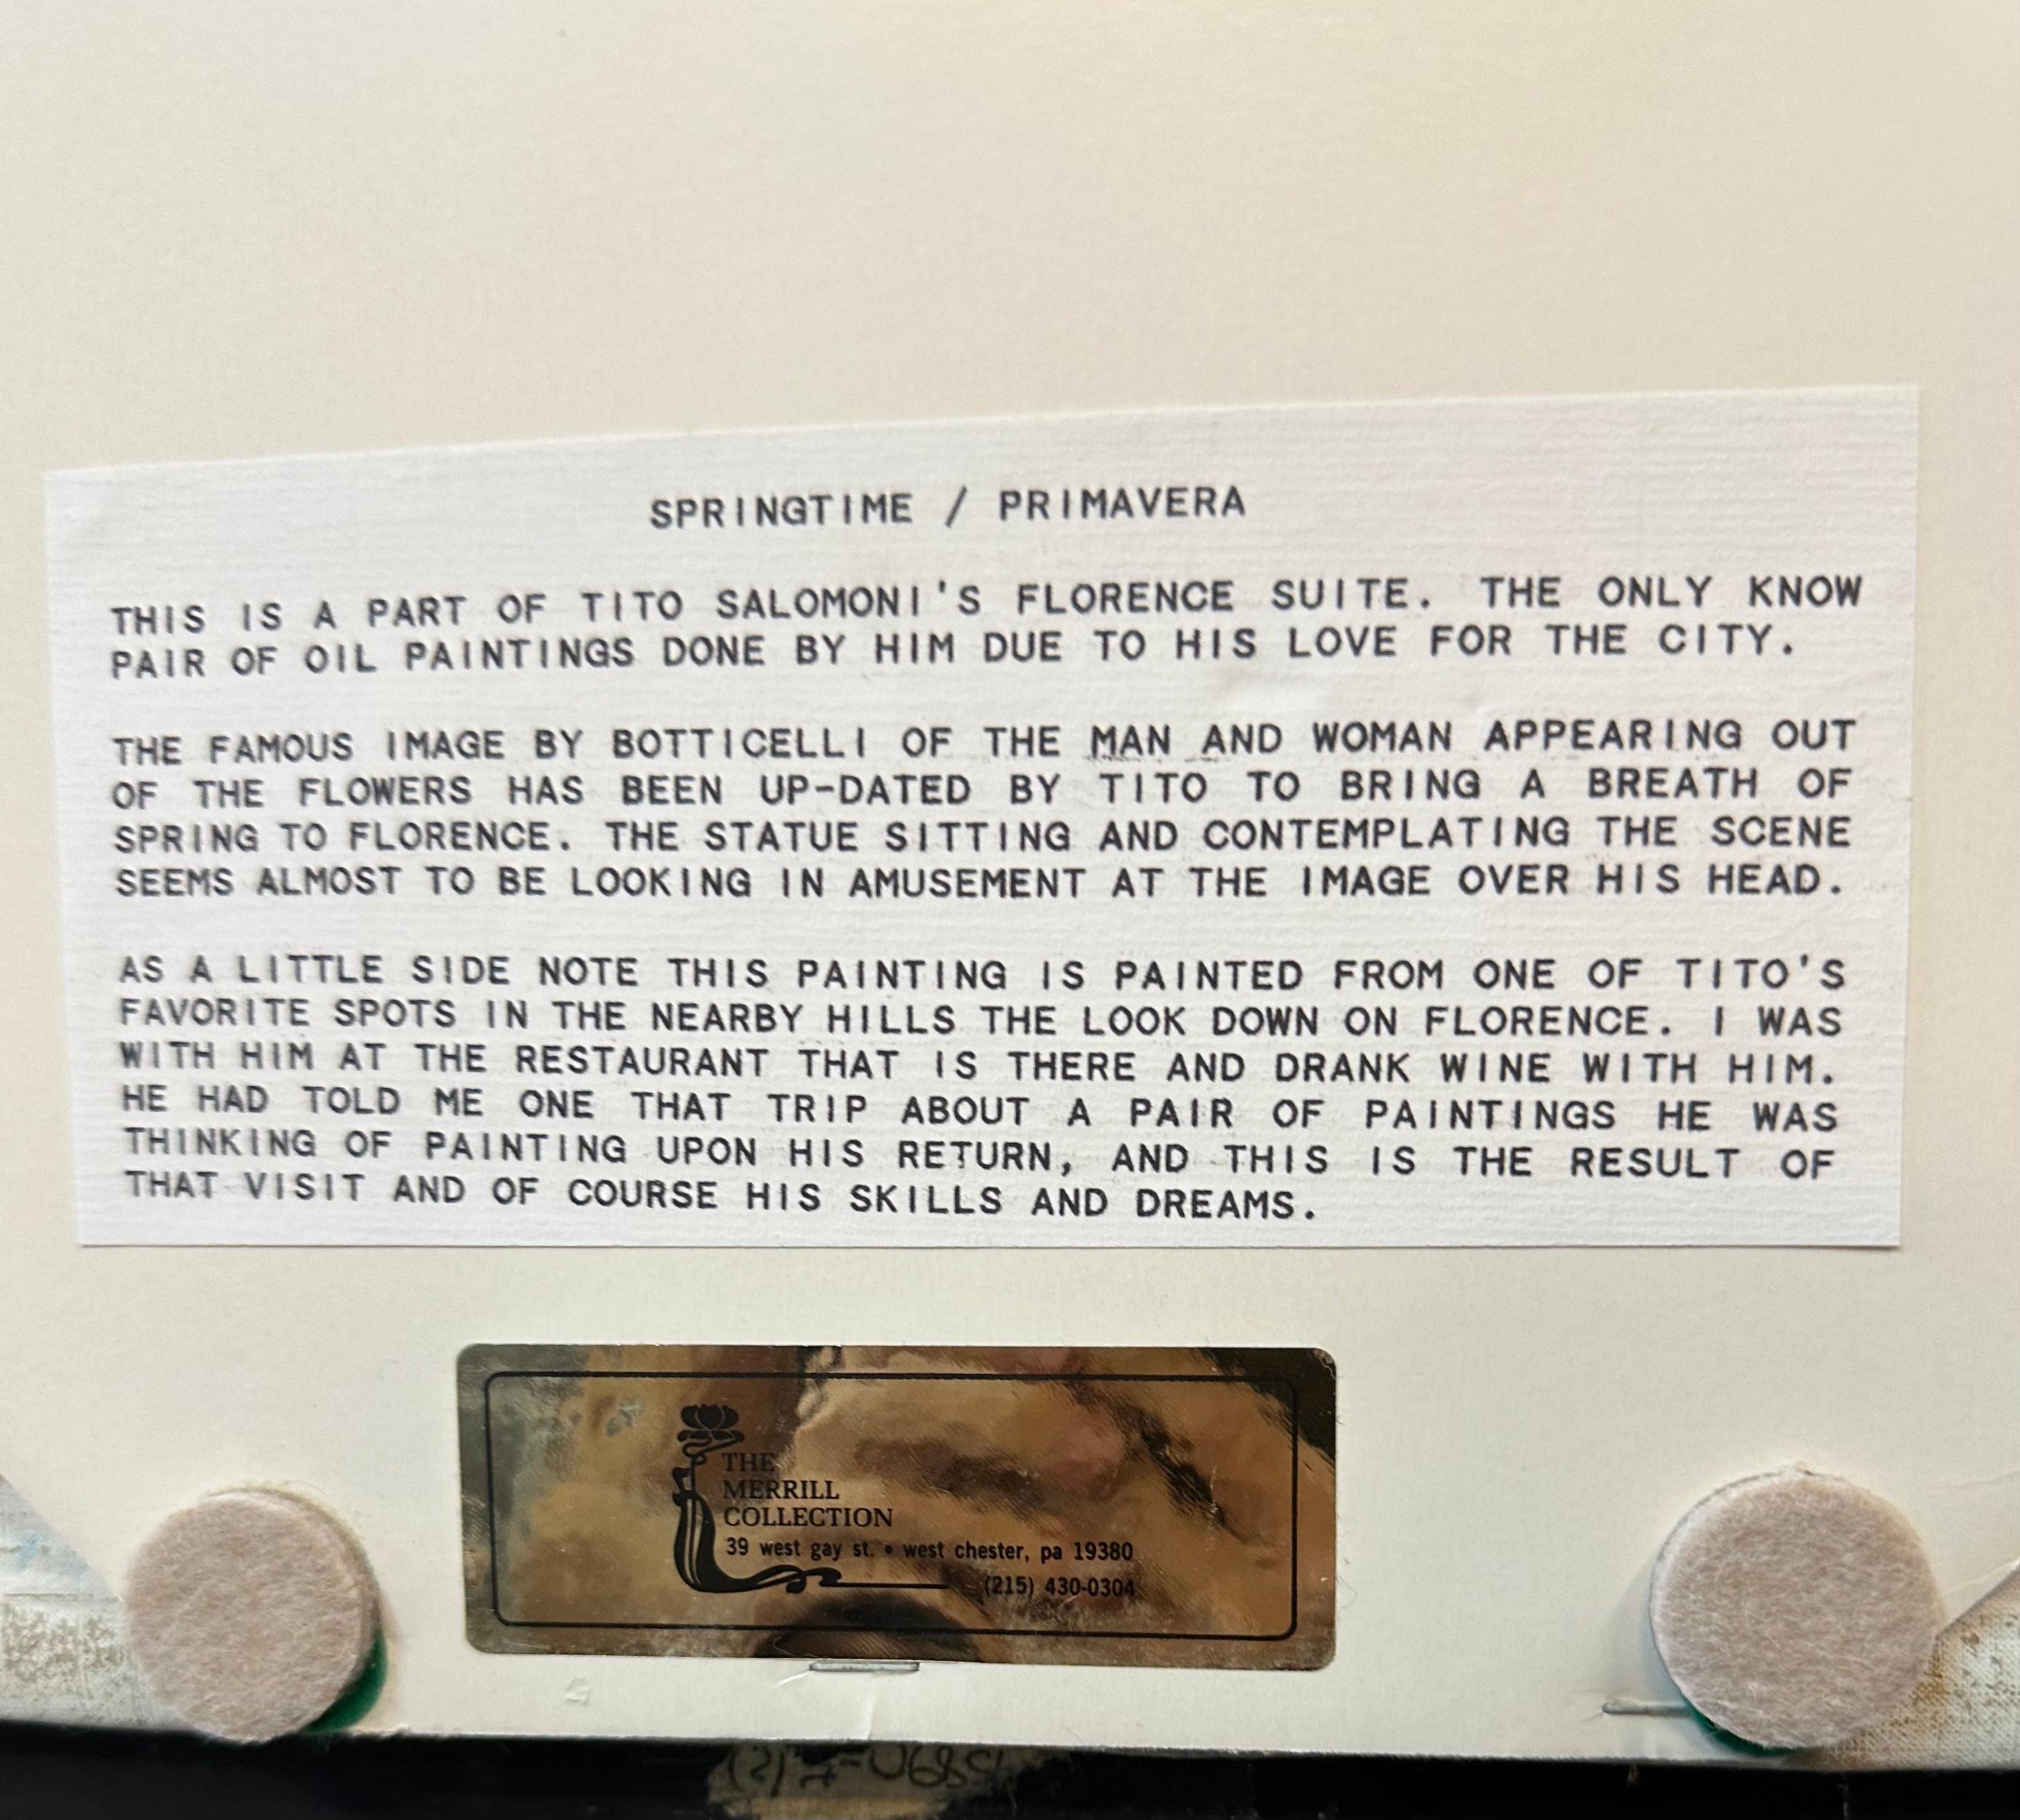 SPRINGTIME / PRIMAVERA
THIS IS A PART OF TITO SALOMONI'S FLORENCE SUITE. THE ONLY KNOW
PAIR OF OIL PAINTINGS DONE BY HIM DUE TO HIS LOVE FOR THE CITY.
THE FAMOUS IMAGE BY BOTTICELLI OF THE MAN AND WOMAN APPEARING OUT
OF THE FLOWERS HAS BEEN UP-DATED BY TITO TO BRING A BREATH OF
SPRING TO FLORENCE. THE STATUE SITTING AND CONTEMPLATING THE SCENE
SEEMS ALMOST TO BE LOOKING IN AMUSEMENT AT THE IMAGE OVER HIS HEAD.
AS A LITTLE SIDE NOTE THIS PAINTING IS PAINTED FROM ONE OF TITO'S
FAVORITE SPOTS IN THE NEARBY HILLS THE LOOK DOWN ON FLORENCE. I WAS
WITH HIM AT THE RESTAURANT THAT IS THERE AND DRANK WINE WITH HIM.
HE HAD TOLD ME ONE THAT TRIP ABOUT A PAIR OF PAINTINGS HE WAS
THINKING OF PAINTING UPON HIS RETURN, AND THIS IS THE RESULT OF
THAT VISIT AND OF COURSE HIS SKILLS AND DREAMS.
THE
MERRILL
COLLECTION
39 west gay st. • west chester, pa 19380
(215) 430-0304